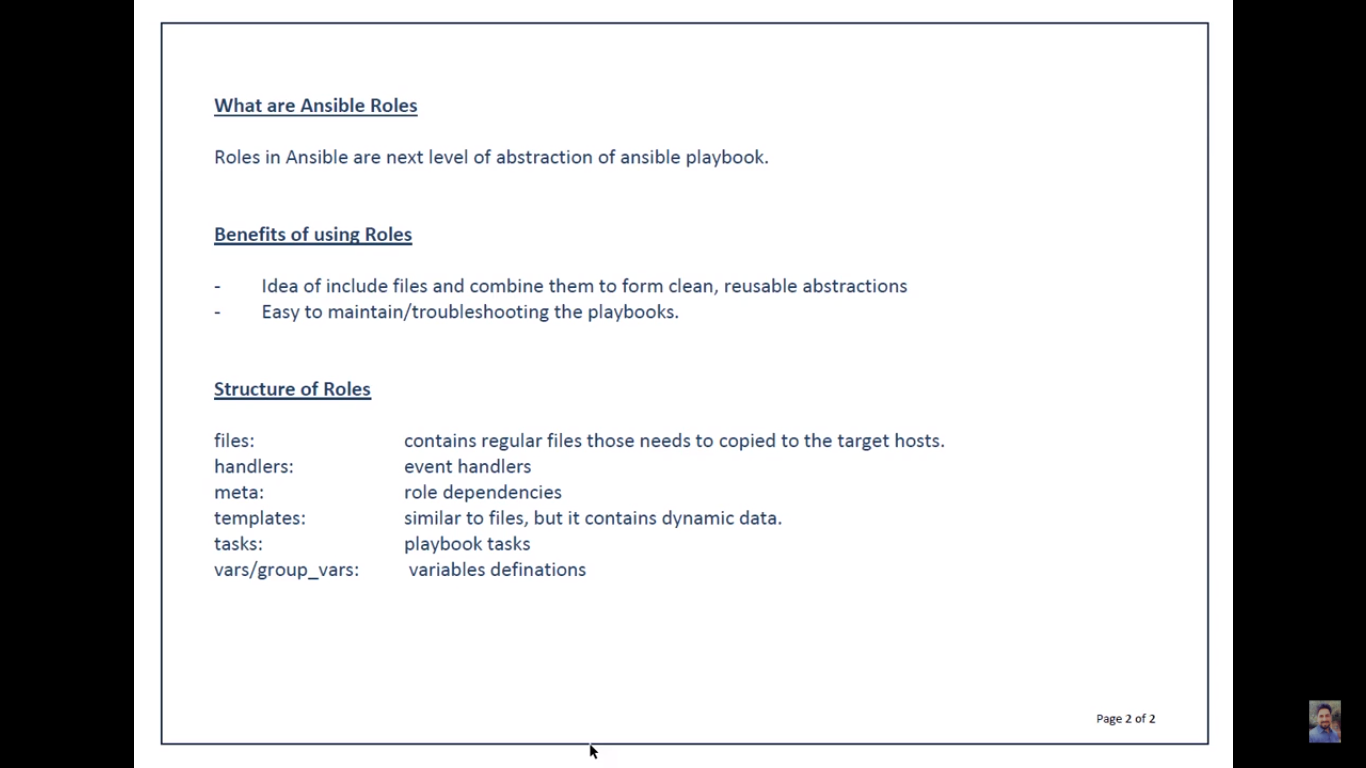 What are Ansible Roles
Roles in Ansible are next level of abstraction of ansible playbook.
Benefits of using Roles
- Idea of include files and combine them to form clean, reusable abstractions
- Easy to maintain/troubleshooting the playbooks.
Structure of Roles
files: contains regular files those needs to copied to the target hosts.
handlers: event handlers
meta: role dependencies
templates: similar to files, but it contains dynamic data.
tasks: playbook tasks
vars/group_vars: variables definations
Page 2 of 2